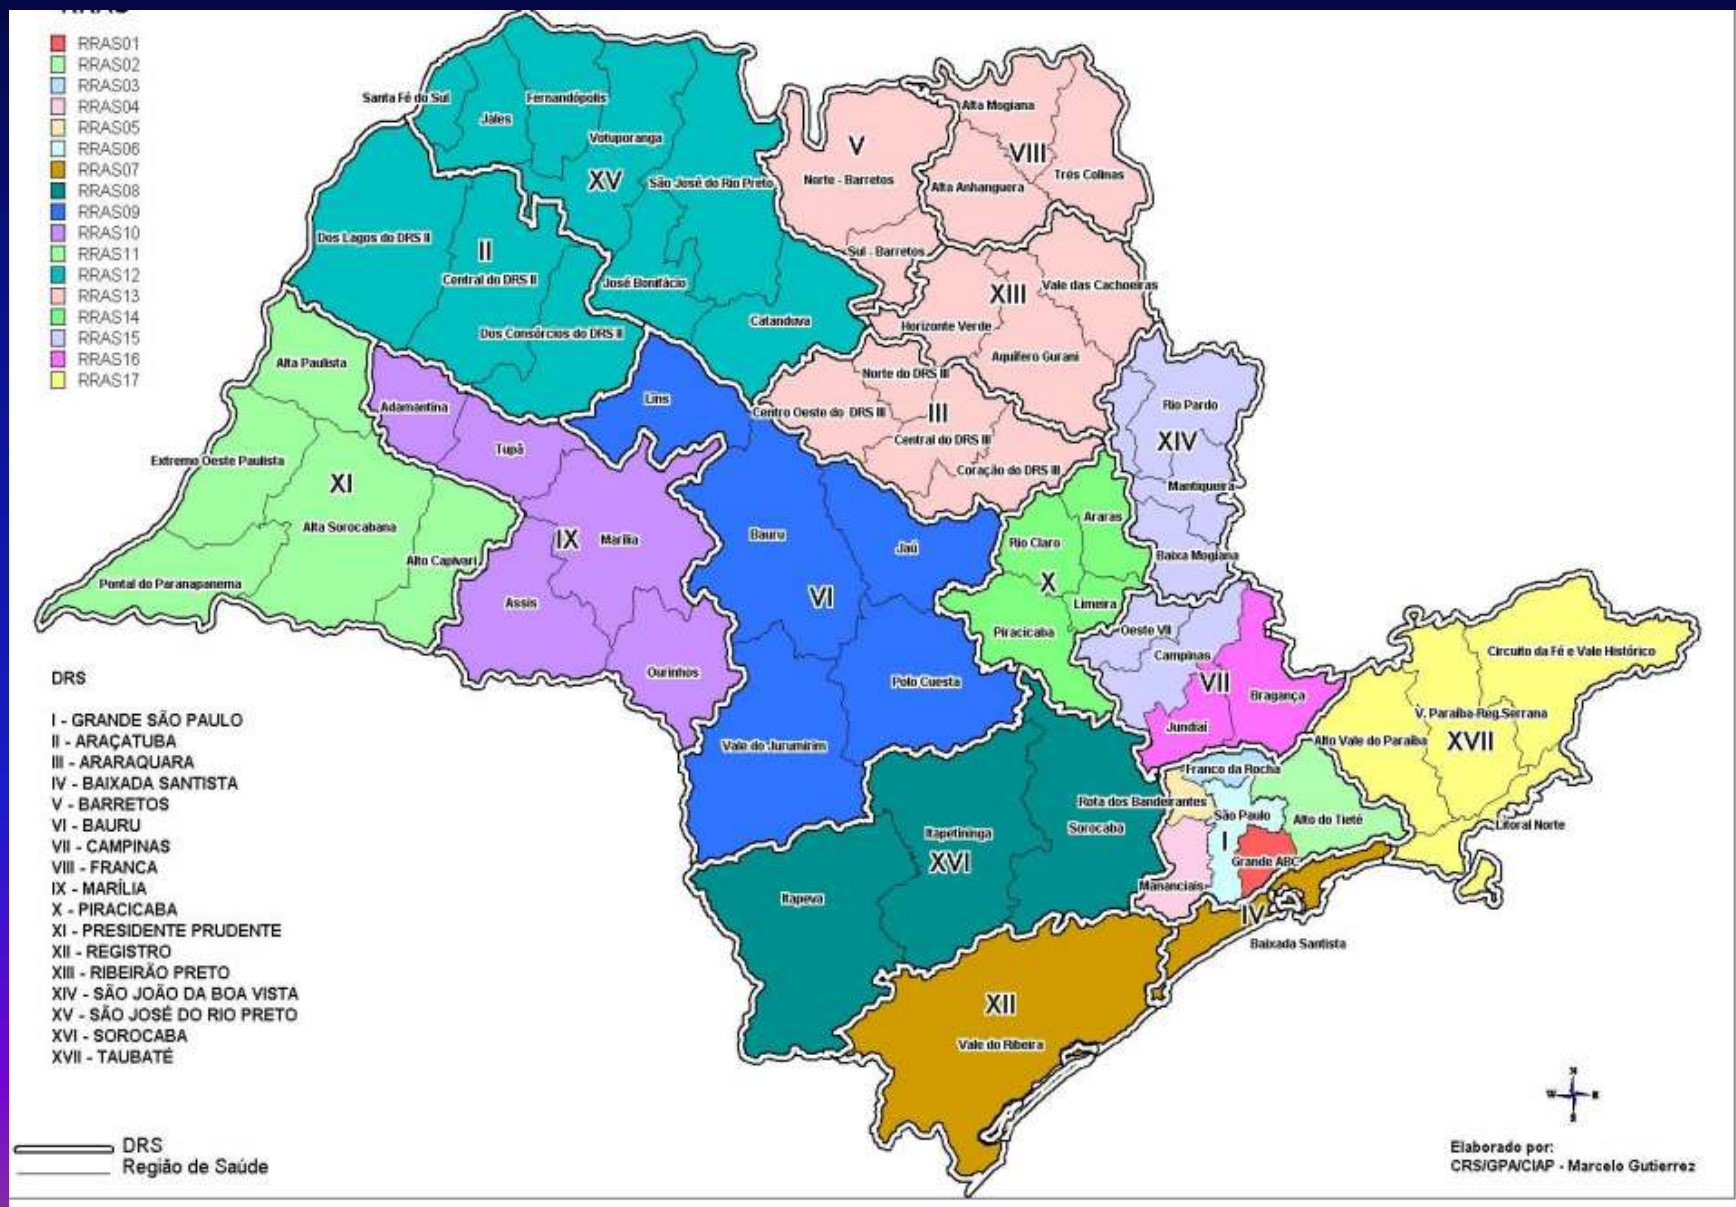 RRAS
RRAS01
RRAS02
RRAS03
RRAS04
RRAS05
RRAS06
RRAS07
RRAS08
RRAS09
RRAS10
RRAS11
RRAS12
RRAS13
RRAS14
RRAS15
RRAS16
RRAS17
Santa Fé do Sul
Jales
Fernandópolis
Votuporanga
XV
São José do Rio Preto
José Bonifácio
Catanduva
Dos Lagos do DRS II
II
Central do DRS II
Dos Consórcios do DRS II
V
Norte - Barretos
Sul - Barretos
Alta Mogiana
VIII
Três Colinas
Alta Anhanguera
XIII
Vale das Cachoeiras
Horizonte Verde
Aquífero Gurani
Norte do DRS III
Centro Oeste do DRS III
III
Central do DRS III
Coração do DRS III
Rio Pardo
XIV
Mantiqueira
Baixa Mogiana
Alta Paulista
Extremo Oeste Paulista
XI
Alta Sorocabana
Alto Capivari
Pontal do Paranapanema
Adamantina
Tupã
IX
Marília
Assis
Ourinhos
Lins
Bauru
Jaú
VI
Polo Cuesta
Vale do Jurumirim
Araras
Rio Claro
X
Limeira
Piracicaba
Oeste VII
Campinas
VII
Bragança
Jundiaí
Circuito da Fé e Vale Histórico
V. Paraíba-Reg.Serrana
Alto Vale do Paraíba
XVII
Litoral Norte
Franco da Rocha
Rota dos Bandeirantes
São Paulo
Alto do Tietê
I
Grande ABC
Mananciais
IV
Baixada Santista
Sorocaba
Itapetininga
XVI
Itapeva
XII
Vale do Ribeira
DRS
I - GRANDE SÃO PAULO
II - ARAÇATUBA
III - ARARAQUARA
IV - BAIXADA SANTISTA
V - BARRETOS
VI - BAURU
VII - CAMPINAS
VIII - FRANCA
IX - MARÍLIA
X - PIRACICABA
XI - PRESIDENTE PRUDENTE
XII - REGISTRO
XIII - RIBEIRÃO PRETO
XIV - SÃO JOÃO DA BOA VISTA
XV - SÃO JOSÉ DO RIO PRETO
XVI - SOROCABA
XVII - TAUBATÉ
DRS
Região de Saúde
N
W E
S
Elaborado por:
CRS/GPA/CIAP - Marcelo Gutierrez